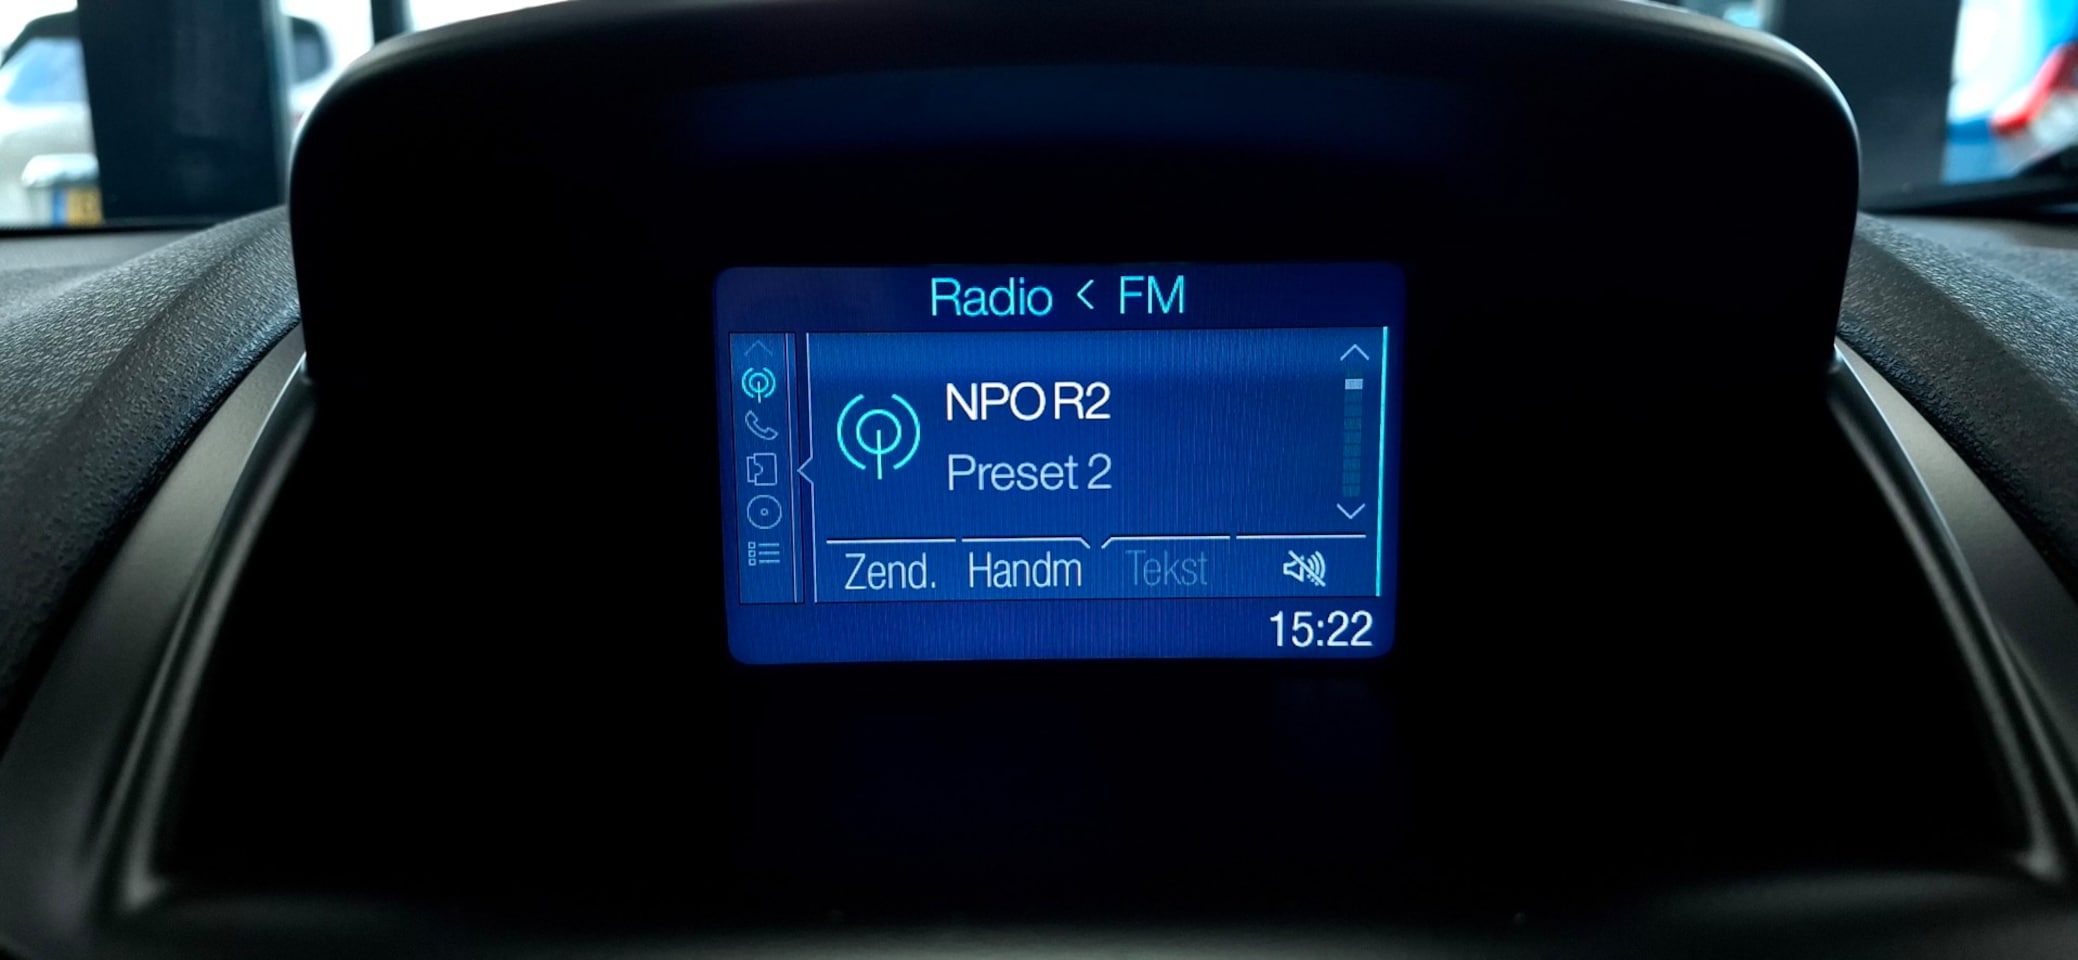 Radio < FM
NPO R2
Preset 2
Zend. Handm Tekst
15:22